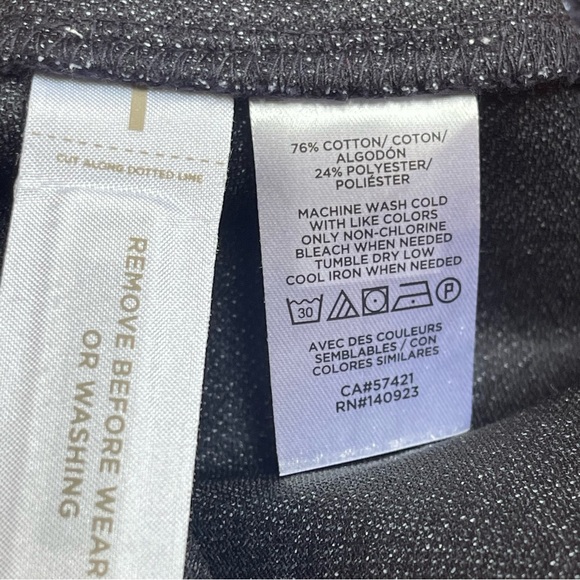 CUT ALONG DOTTED LINE
REMOVE BEFORE WEAR
OR WASHING
76% COTTON/ COTON/
ALGODÓN
24% POLYESTER/
POLIÉSTER
MACHINE WASH COLD
WITH LIKE COLORS
ONLY NON-CHLORINE
BLEACH WHEN NEEDED
TUMBLE DRY LOW
COOL IRON WHEN NEEDED
30 P
AVEC DES COULEURS
SEMBLABLES / CON
COLORES SIMILARES
CA#57421
RN#140923